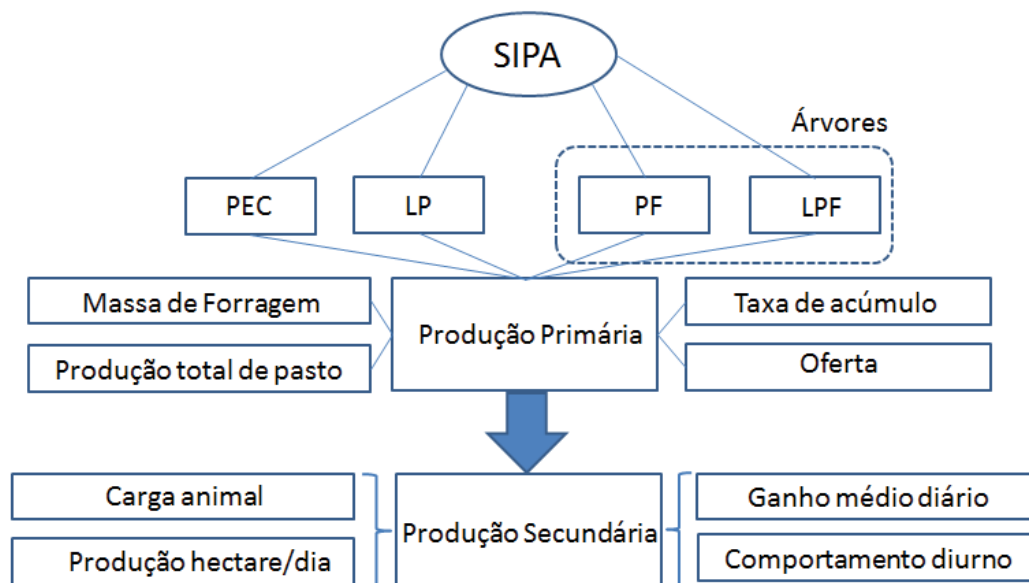 SIPA
Árvores
PEC
LP
PF
LPF
Massa de Forragem
Taxa de acúmulo
Produção Primária
Produção total de pasto
Oferta
Carga animal
Ganho médio diário
Produção Secundária
Produção hectare/dia
Comportamento diurno